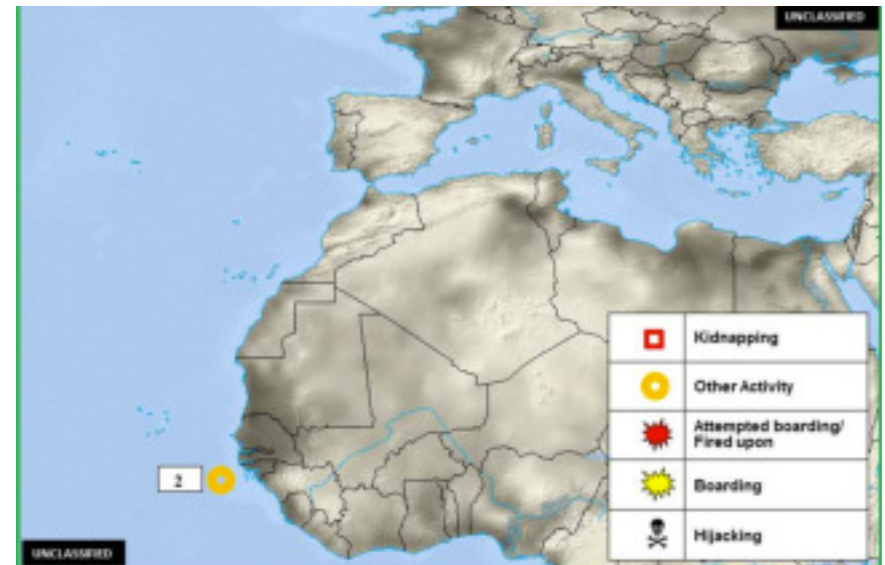 UNCLASSIFIED
Kidnapping
Other Activity
Attempted boarding/
Fired upon
2
Boarding
Hijacking
UNCLASSIFIED